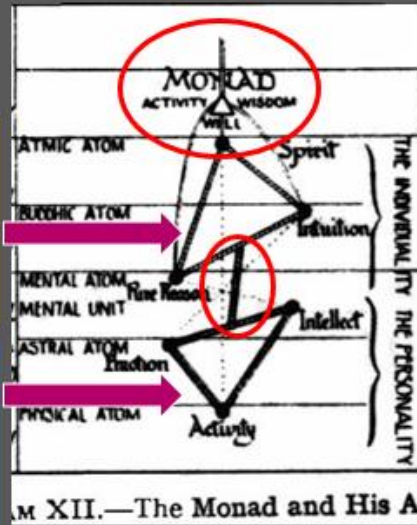 MONAD
ACTIVITY WISDOM
WILL
ATMIC ATOM
Spirit
BUDDHIC ATOM
Intuition
MENTAL ATOM
Pure Reason
MENTAL UNIT
Intellect
ASTRAL ATOM
Emotion
PHYSICAL ATOM
Activity
THE INDIVIDUALITY THE PERSONALITY
XII.—The Monad and His A